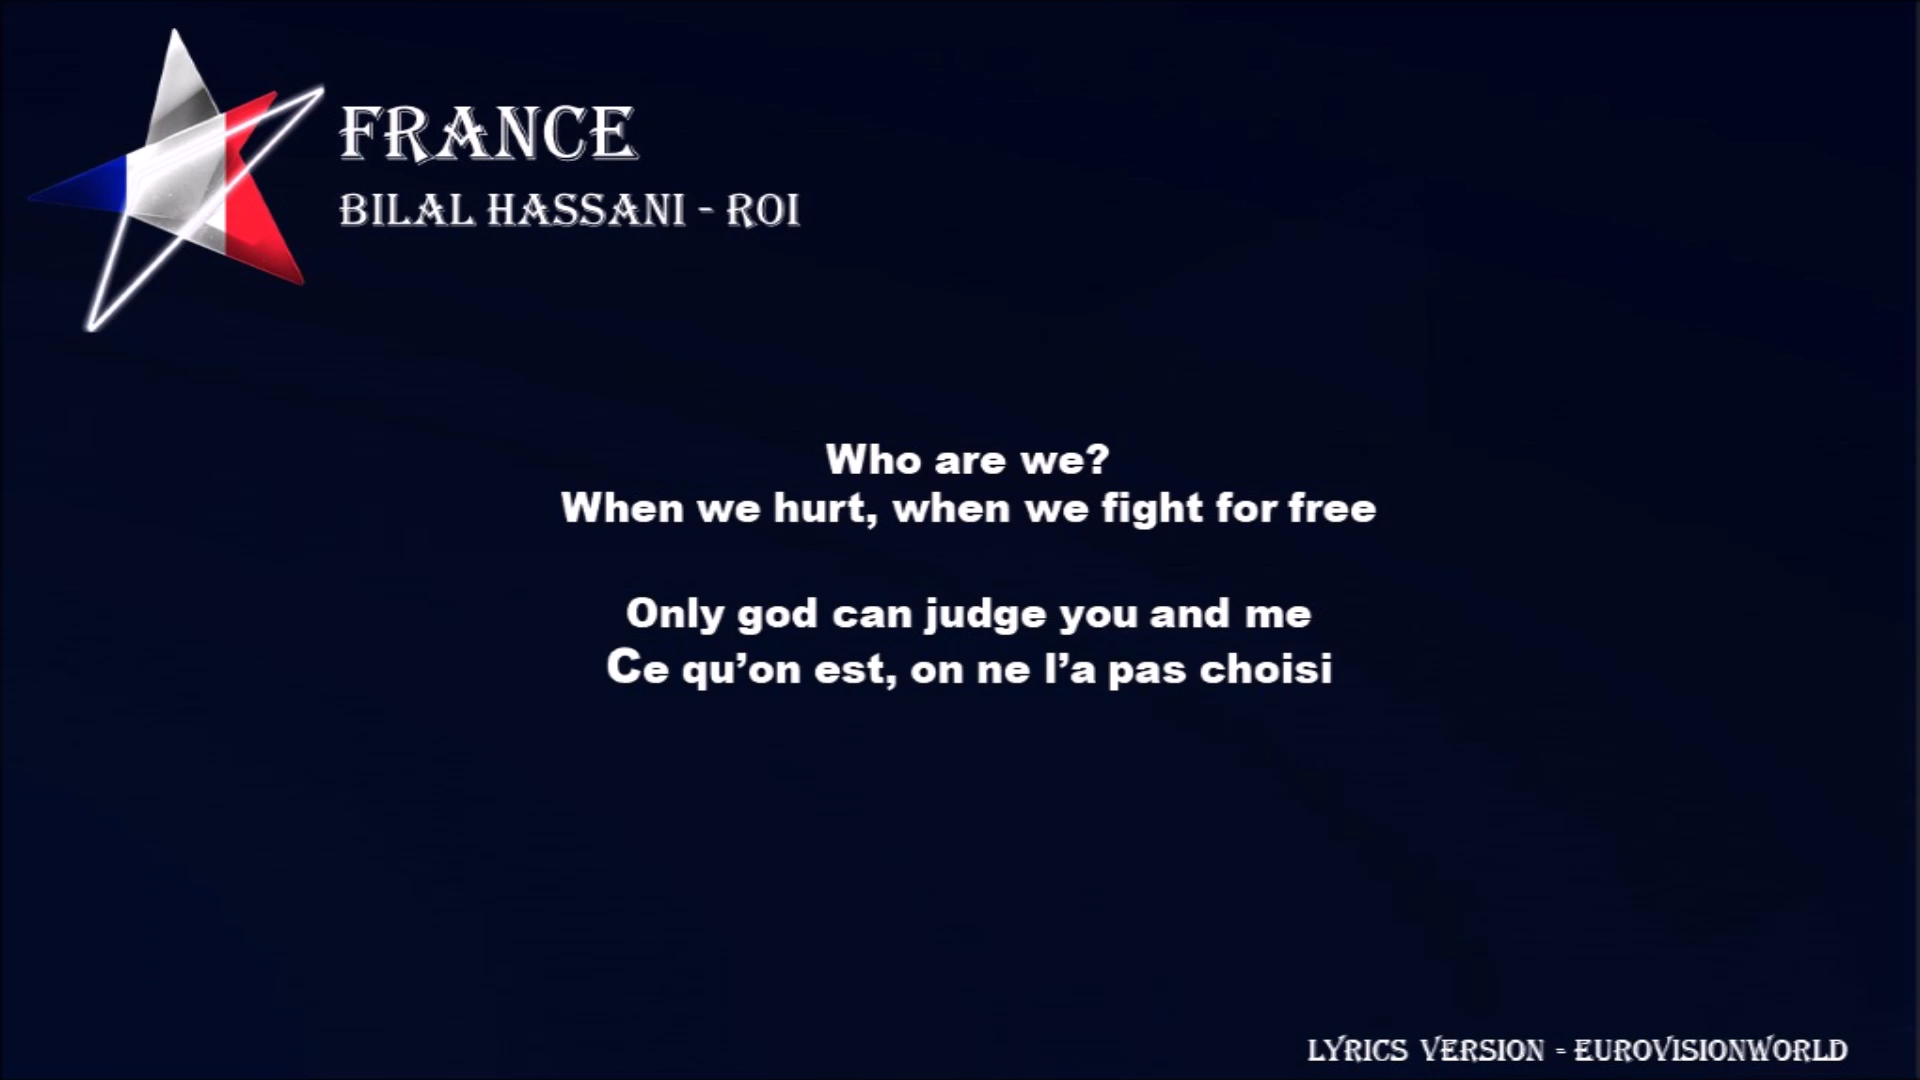 FRANCE
BILAL HASSANI - ROI
Who are we?
When we hurt, when we fight for free
Only god can judge you and me
Ce qu’on est, on ne l’a pas choisi
LYRICS VERSION - EUROVISIONWORLD